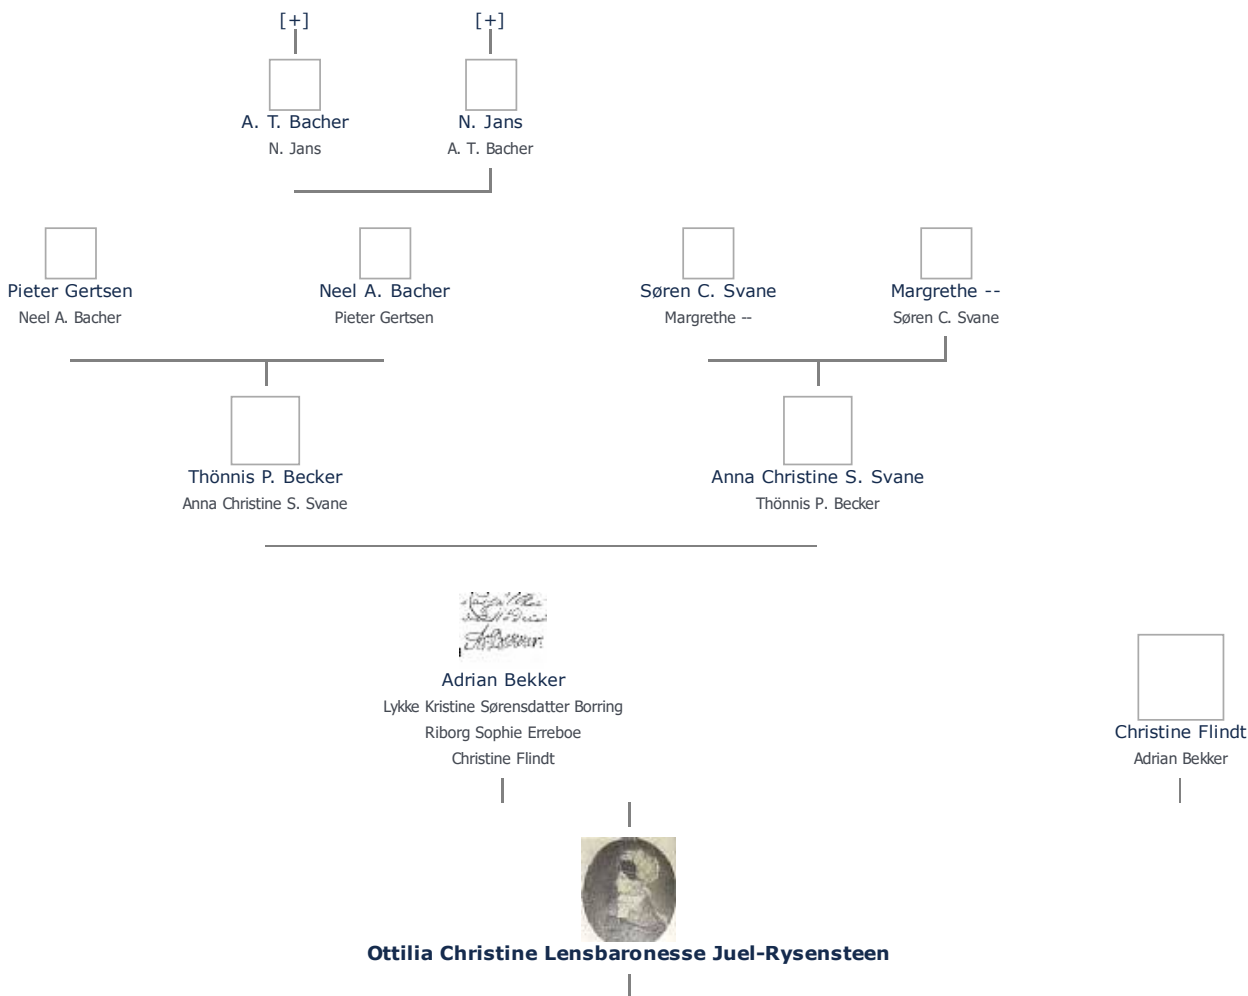 [+] [+]
A. T. Bacher N. Jans
N. Jans A. T. Bacher
Pieter Gertsen Neel A. Bacher Søren C. Svane Margrethe --
Neel A. Bacher Pieter Gertsen Margrethe -- Søren C. Svane
Thönnis P. Becker Anna Christine S. Svane
Anna Christine S. Svane Thönnis P. Becker
Adrian Bekker
Lykke Kristine Sørensdatter Borring
Riborg Sophie Erreboe
Christine Flindt
Christine Flindt
Adrian Bekker
Ottilia Christine Lensbaronesse Juel-Rysensteen